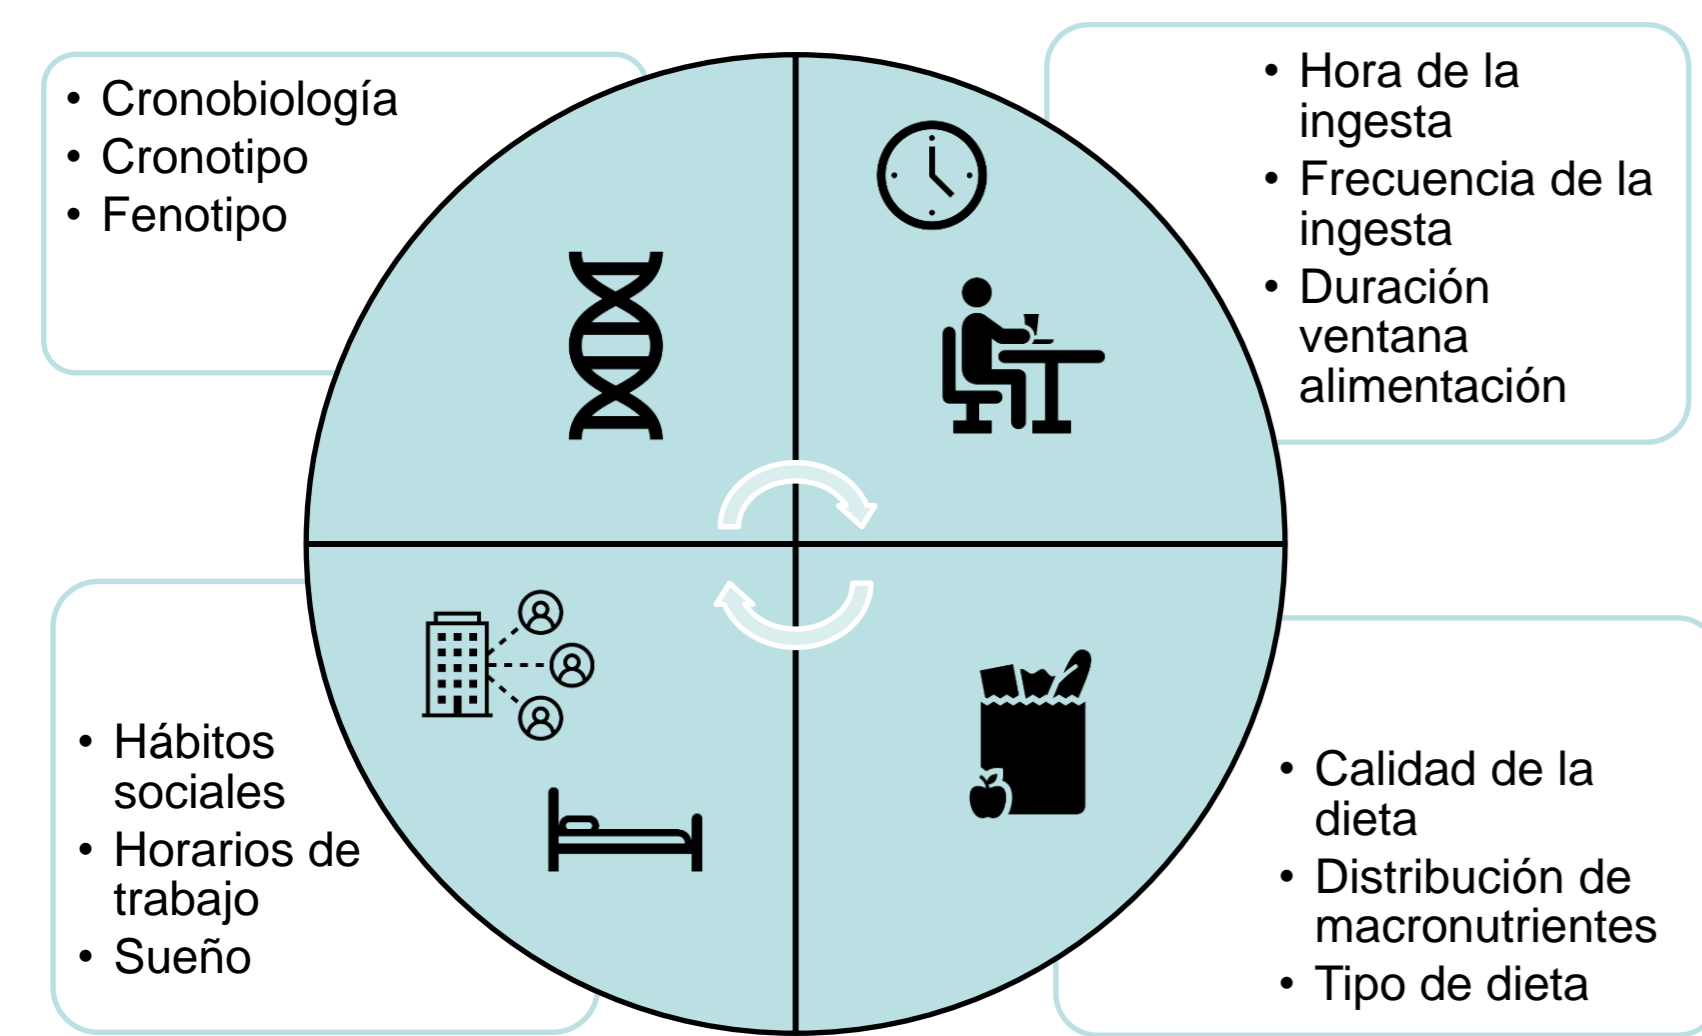 • Cronobiología
• Cronotipo
• Fenotipo
• Hora de la
ingesta
• Frecuencia de la
ingesta
• Duración
ventana
alimentación
• Hábitos
sociales
• Horarios de
trabajo
• Sueño
• Calidad de la
dieta
• Distribución de
macronutrientes
• Tipo de dieta